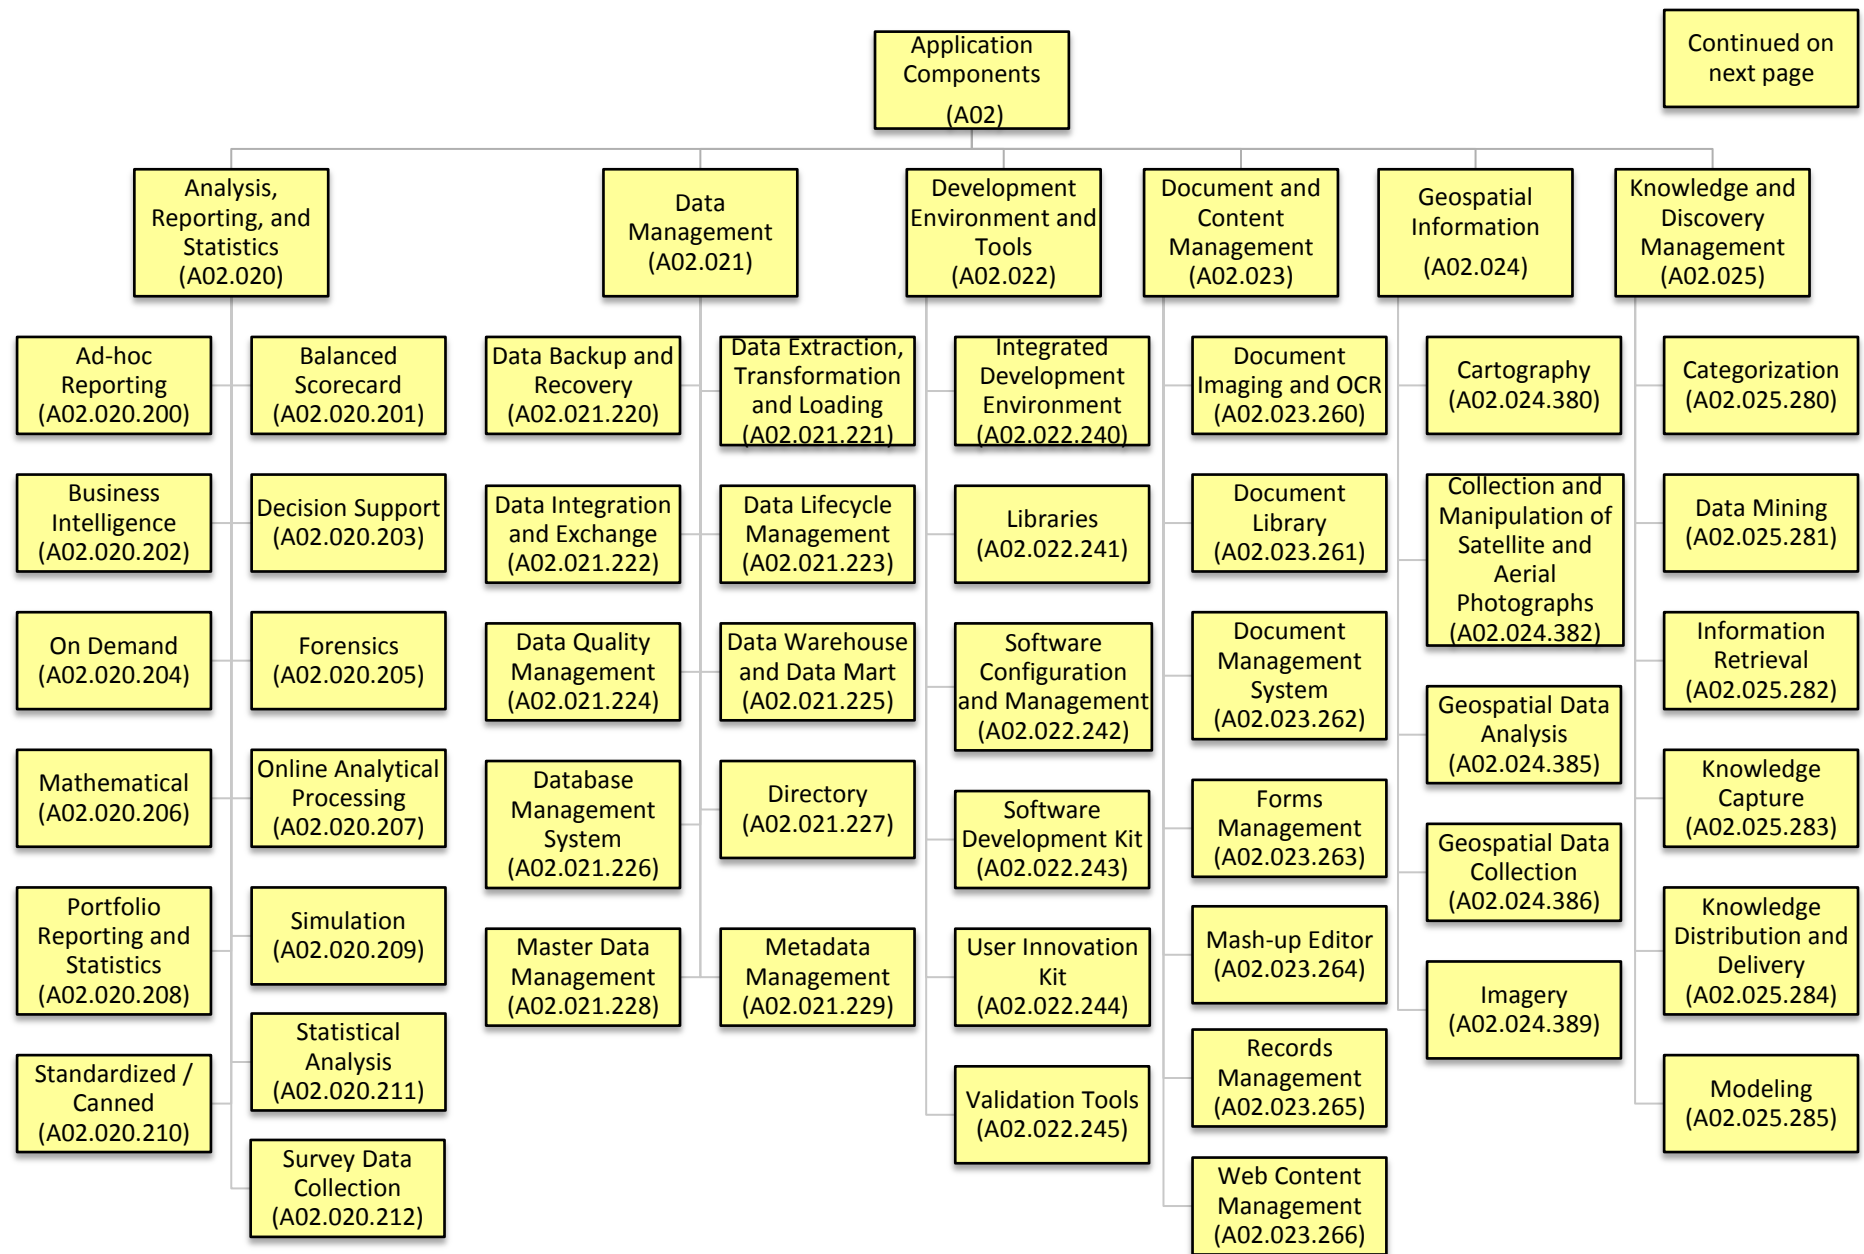 Application
Components
(A02)
Continued on
next page
Analysis,
Reporting, and
Statistics
(A02.020)
Data
Management
(A02.021)
Development
Environment and
Tools
(A02.022)
Document and
Content
Management
(A02.023)
Geospatial
Information
(A02.024)
Knowledge and
Discovery
Management
(A02.025)
Ad-hoc
Reporting
(A02.020.200)
Balanced
Scorecard
(A02.020.201)
Business
Intelligence
(A02.020.202)
Decision Support
(A02.020.203)
On Demand
(A02.020.204)
Forensics
(A02.020.205)
Mathematical
(A02.020.206)
Online Analytical
Processing
(A02.020.207)
Portfolio
Reporting and
Statistics
(A02.020.208)
Simulation
(A02.020.209)
Standardized /
Canned
(A02.020.210)
Statistical
Analysis
(A02.020.211)
Survey Data
Collection
(A02.020.212)
Data Backup and
Recovery
(A02.021.220)
Data Extraction,
Transformation
and Loading
(A02.021.221)
Data Integration
and Exchange
(A02.021.222)
Data Lifecycle
Management
(A02.021.223)
Data Quality
Management
(A02.021.224)
Data Warehouse
and Data Mart
(A02.021.225)
Database
Management
System
(A02.021.226)
Directory
(A02.021.227)
Master Data
Management
(A02.021.228)
Metadata
Management
(A02.021.229)
Integrated
Development
Environment
(A02.022.240)
Libraries
(A02.022.241)
Software
Configuration
and Management
(A02.022.242)
Software
Development Kit
(A02.022.243)
User Innovation
Kit
(A02.022.244)
Validation Tools
(A02.022.245)
Document
Imaging and OCR
(A02.023.260)
Document
Library
(A02.023.261)
Document
Management
System
(A02.023.262)
Forms
Management
(A02.023.263)
Mash-up Editor
(A02.023.264)
Records
Management
(A02.023.265)
Web Content
Management
(A02.023.266)
Cartography
(A02.024.380)
Collection and
Manipulation of
Satellite and
Aerial
Photographs
(A02.024.382)
Geospatial Data
Analysis
(A02.024.385)
Geospatial Data
Collection
(A02.024.386)
Imagery
(A02.024.389)
Categorization
(A02.025.280)
Data Mining
(A02.025.281)
Information
Retrieval
(A02.025.282)
Knowledge
Capture
(A02.025.283)
Knowledge
Distribution and
Delivery
(A02.025.284)
Modeling
(A02.025.285)